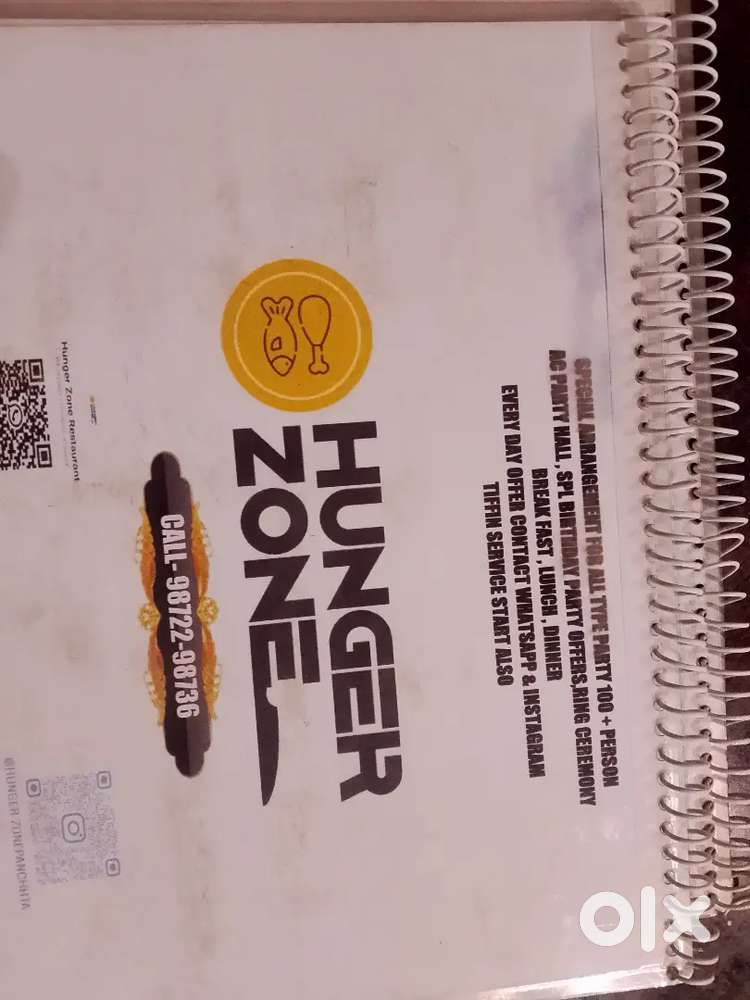 SPECIAL ARRANGEMENT FOR ALL TYPE PARTY 100 + PERSON
AC PARTY HALL , SPL BIRTHDAY PARTY OFFERS,RING CEREMONY
BREAK FAST , LUNCH , DINNER
EVERY DAY OFFER CONTACT WHATSAPP & INSTAGRAM
TIFFIN SERVICE START ALSO
HUNGER
ZONE
CALL- 98722-98736
Hunger Zone Restaurant
@HUNGER ZONEPANCHHTA
olx